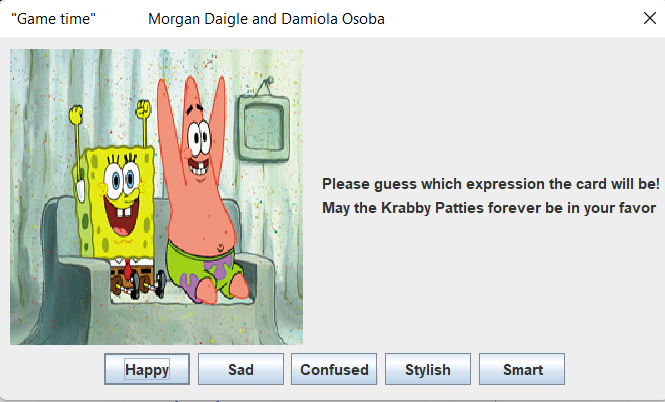 "Game time" Morgan Daigle and Damiola Osoba
Please guess which expression the card will be!
May the Krabby Patties forever be in your favor
Happy Sad Confused Stylish Smart